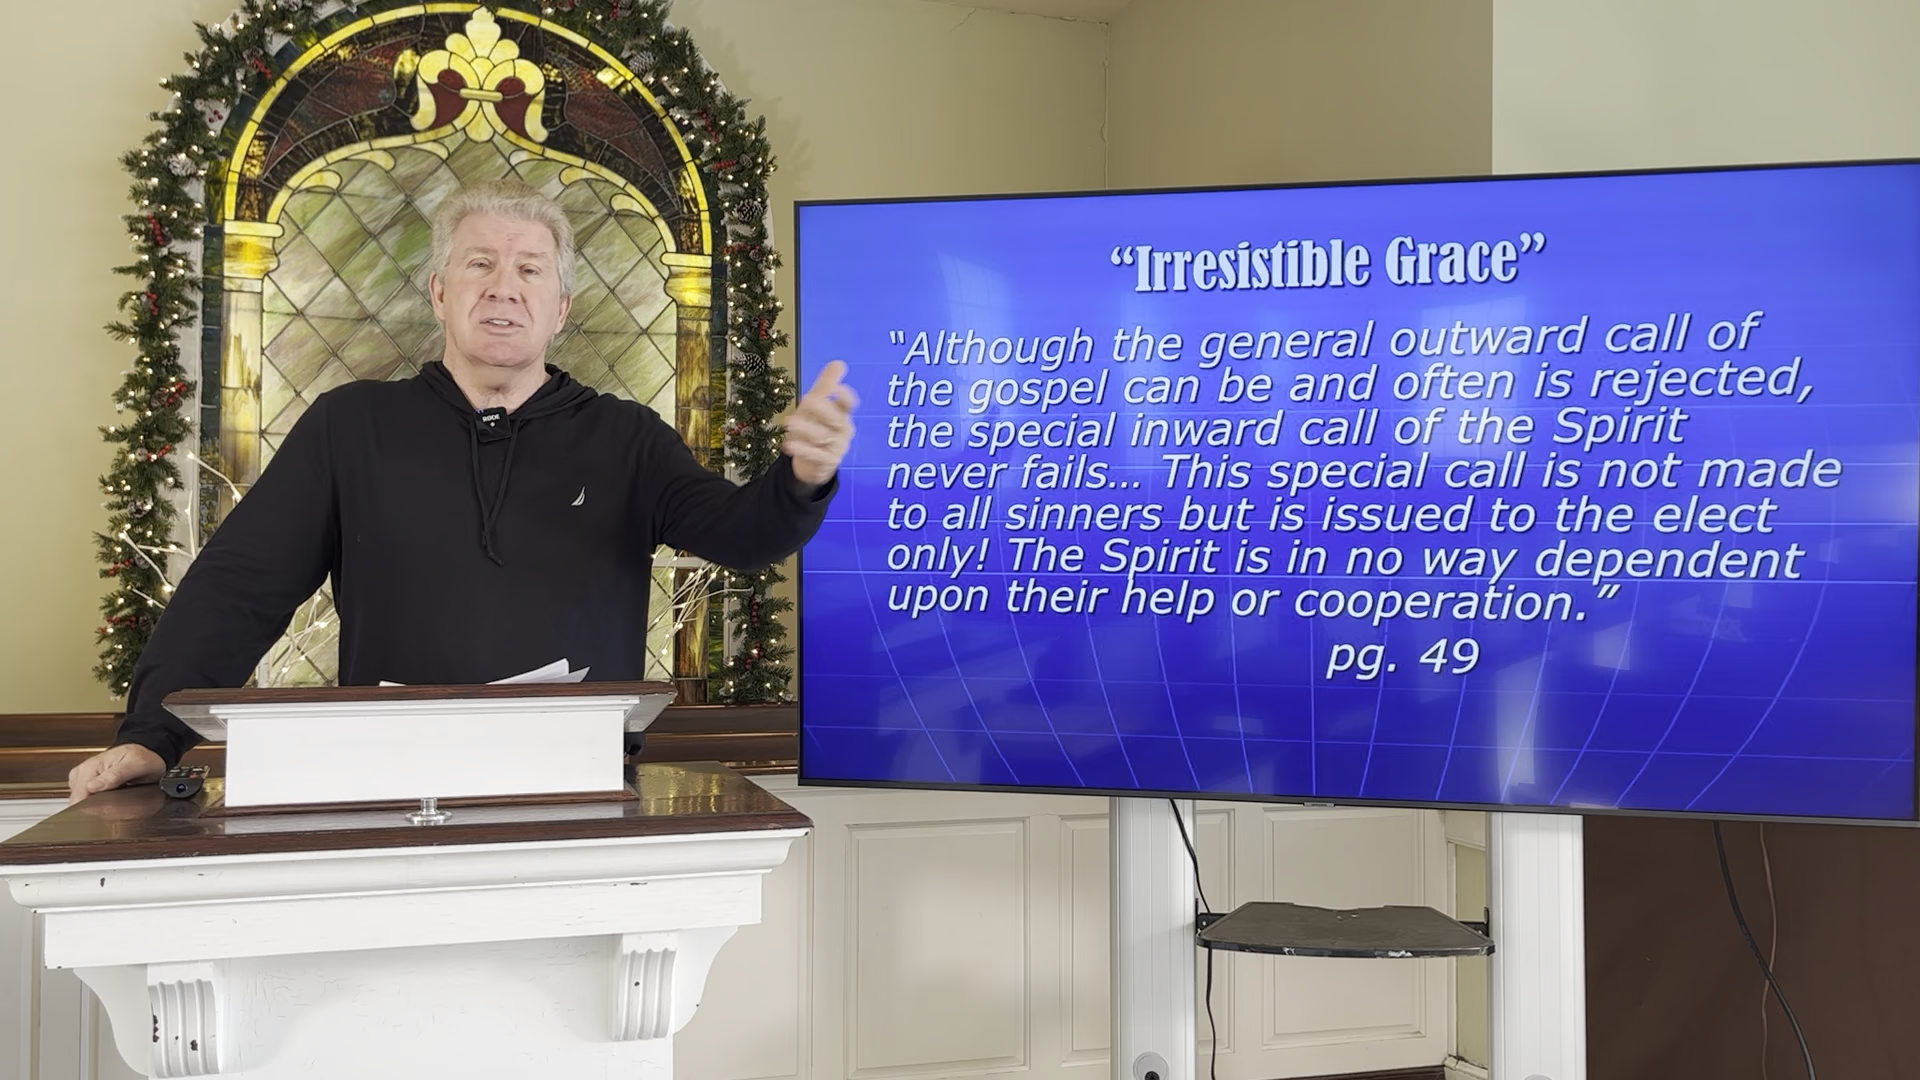 “Irresistible Grace”
“Although the general outward call of
the gospel can be and often is rejected,
the special inward call of the Spirit
never fails... This special call is not made
to all sinners but is issued to the elect
only! The Spirit is in no way dependent
upon their help or cooperation.”
pg. 49
RØDE